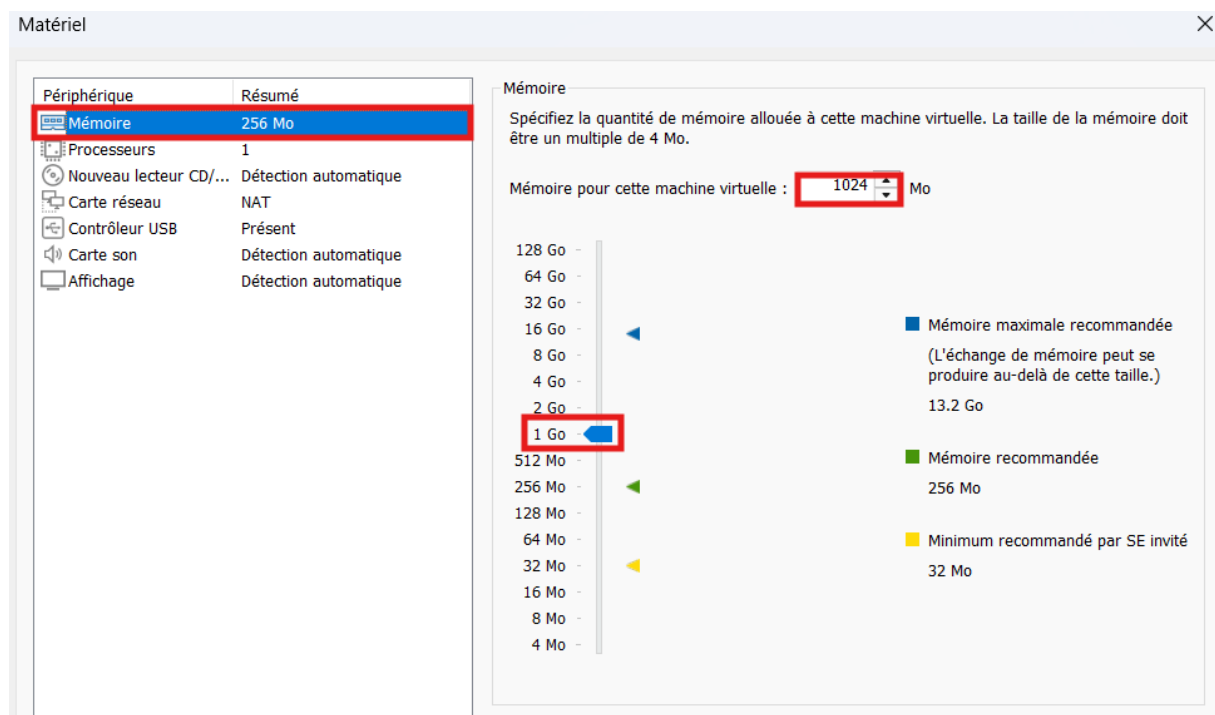 Matériel
Périphérique Résumé
Mémoire 256 Mo
Processeurs 1
Nouveau lecteur CD/... Détection automatique
Carte réseau NAT
Contrôleur USB Présent
Carte son Détection automatique
Affichage Détection automatique
Mémoire
Spécifiez la quantité de mémoire allouée à cette machine virtuelle. La taille de la mémoire doit
être un multiple de 4 Mo.
Mémoire pour cette machine virtuelle : 1024 Mo
128 Go
64 Go
32 Go
16 Go
8 Go
4 Go
2 Go
1 Go
512 Mo
256 Mo
128 Mo
64 Mo
32 Mo
16 Mo
8 Mo
4 Mo
Mémoire maximale recommandée
(L'échange de mémoire peut se
produire au-delà de cette taille.)
13.2 Go
Mémoire recommandée
256 Mo
Minimum recommandé par SE invité
32 Mo